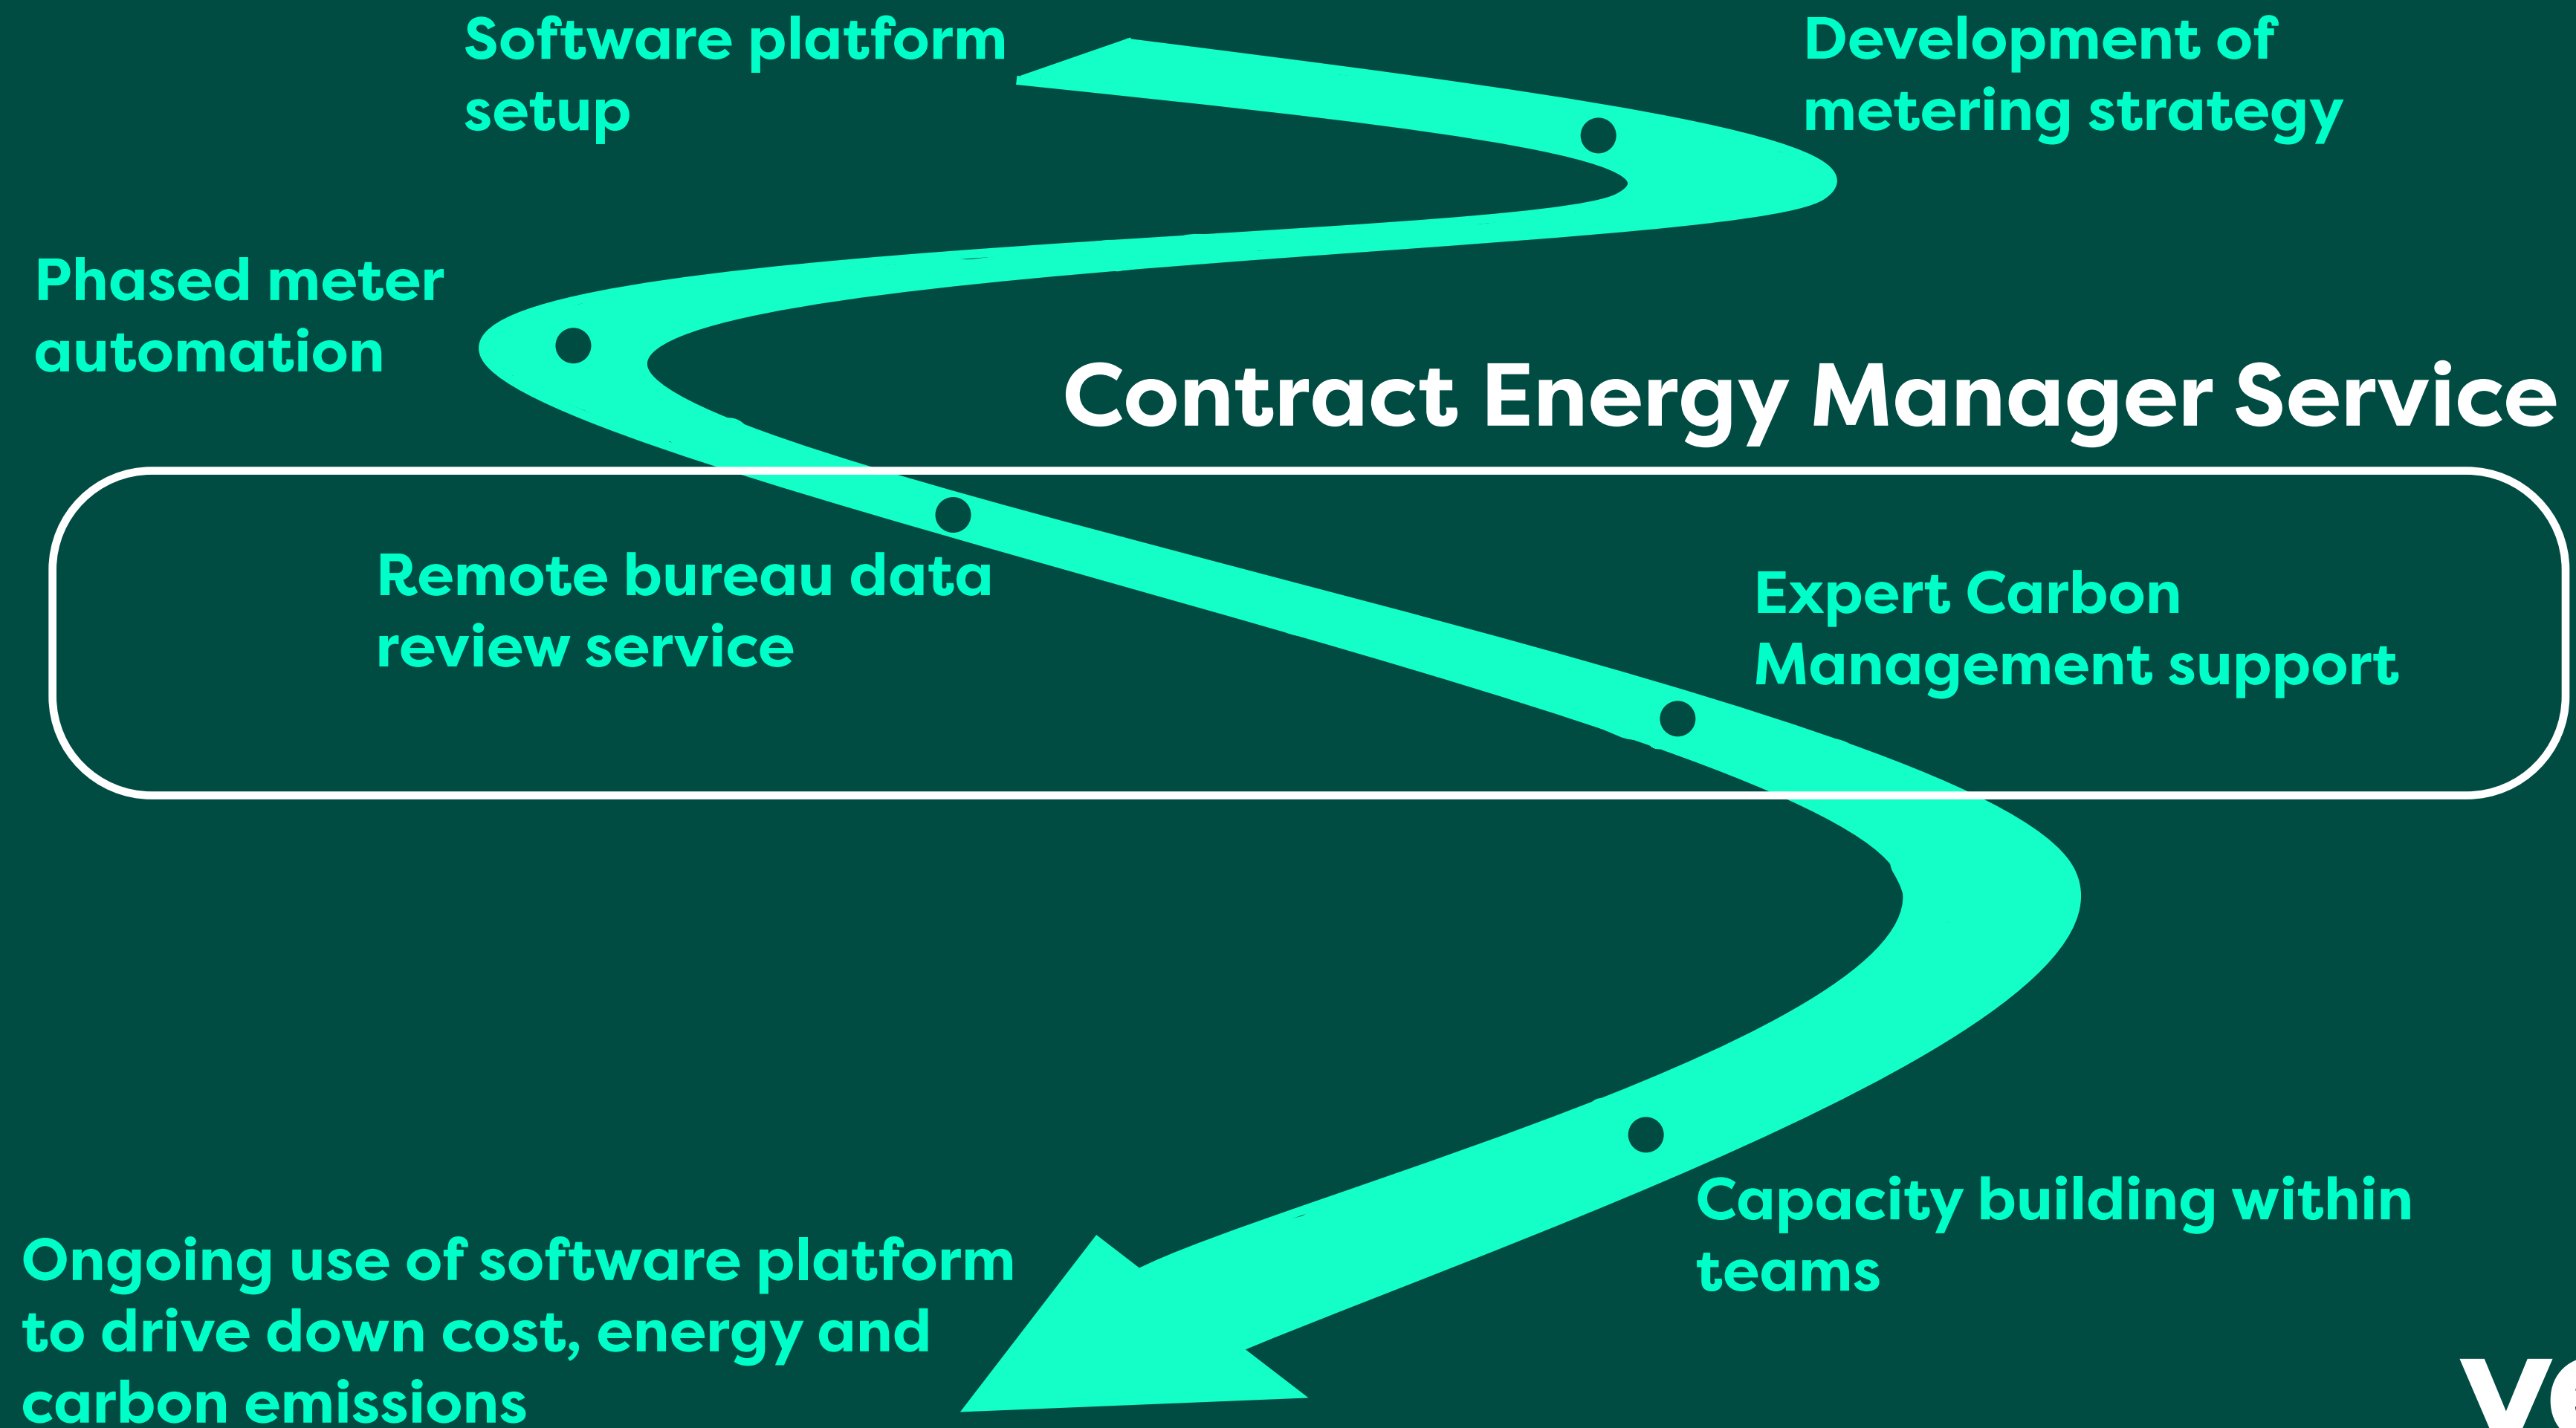 Software platform
setup
Development of
metering strategy
Phased meter
automation
Contract Energy Manager Service
Remote bureau data
review service
Expert Carbon
Management support
Capacity building within
teams
Ongoing use of software platform
to drive down cost, energy and
carbon emissions